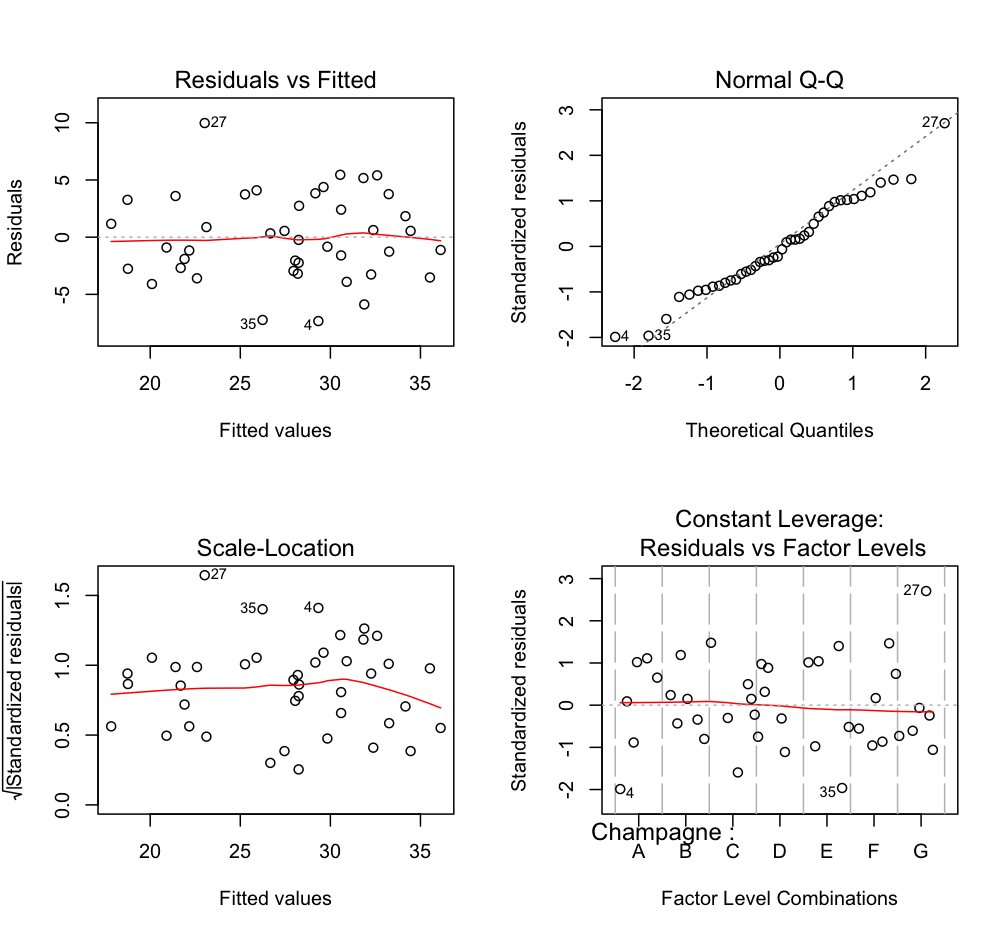 Residuals vs Fitted
10
5
0
-5
Residuals
27
35
4
20 25 30 35
Fitted values
Normal Q-Q
3
2
1
0
-1
-2
Standardized residuals
27
4
35
-2 -1 0 1 2
Theoretical Quantiles
Scale-Location
1.5
1.0
0.5
0.0
√|Standardized residuals|
27
35
4
20 25 30 35
Fitted values
Constant Leverage:
Residuals vs Factor Levels
3
2
1
0
-1
-2
Standardized residuals
27
4
35
Champagne :
A B C D E F G
Factor Level Combinations